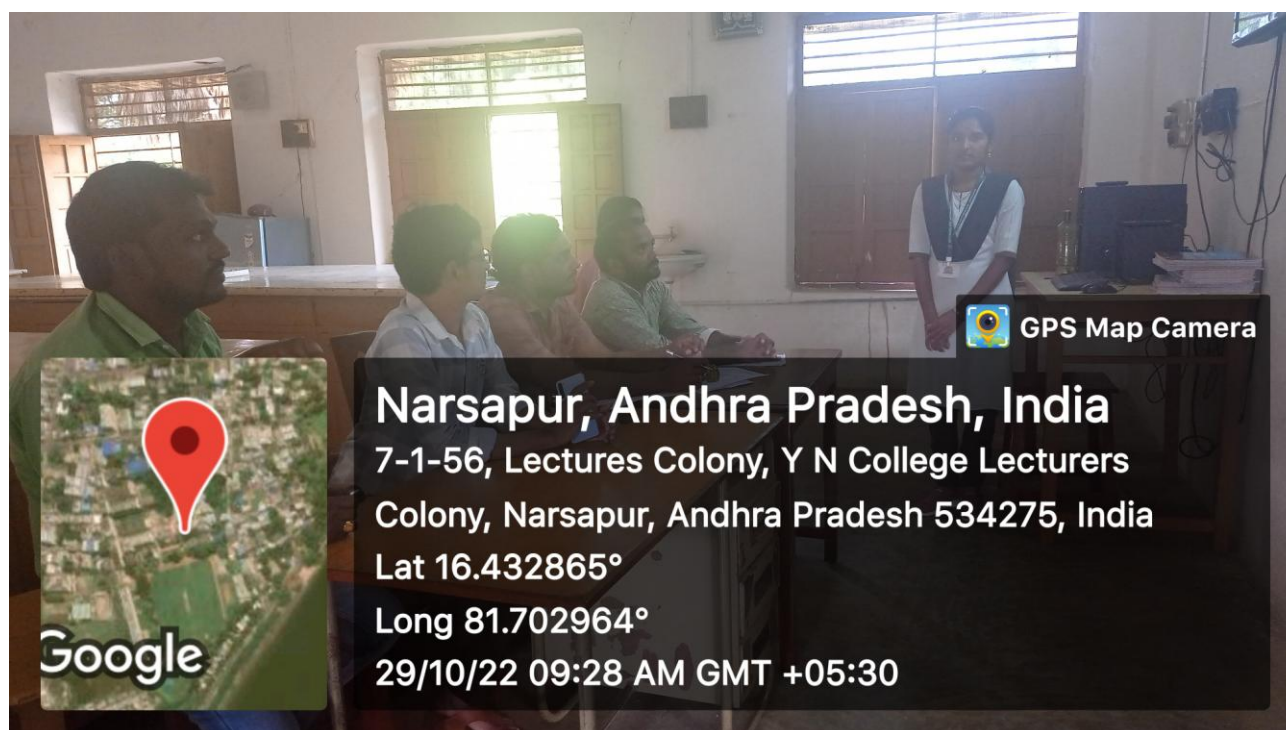 GPS Map Camera
Narsapur, Andhra Pradesh, India
7-1-56, Lectures Colony, Y N College Lecturers
Colony, Narsapur, Andhra Pradesh 534275, India
Lat 16.432865°
Long 81.702964°
29/10/22 09:28 AM GMT +05:30
Google